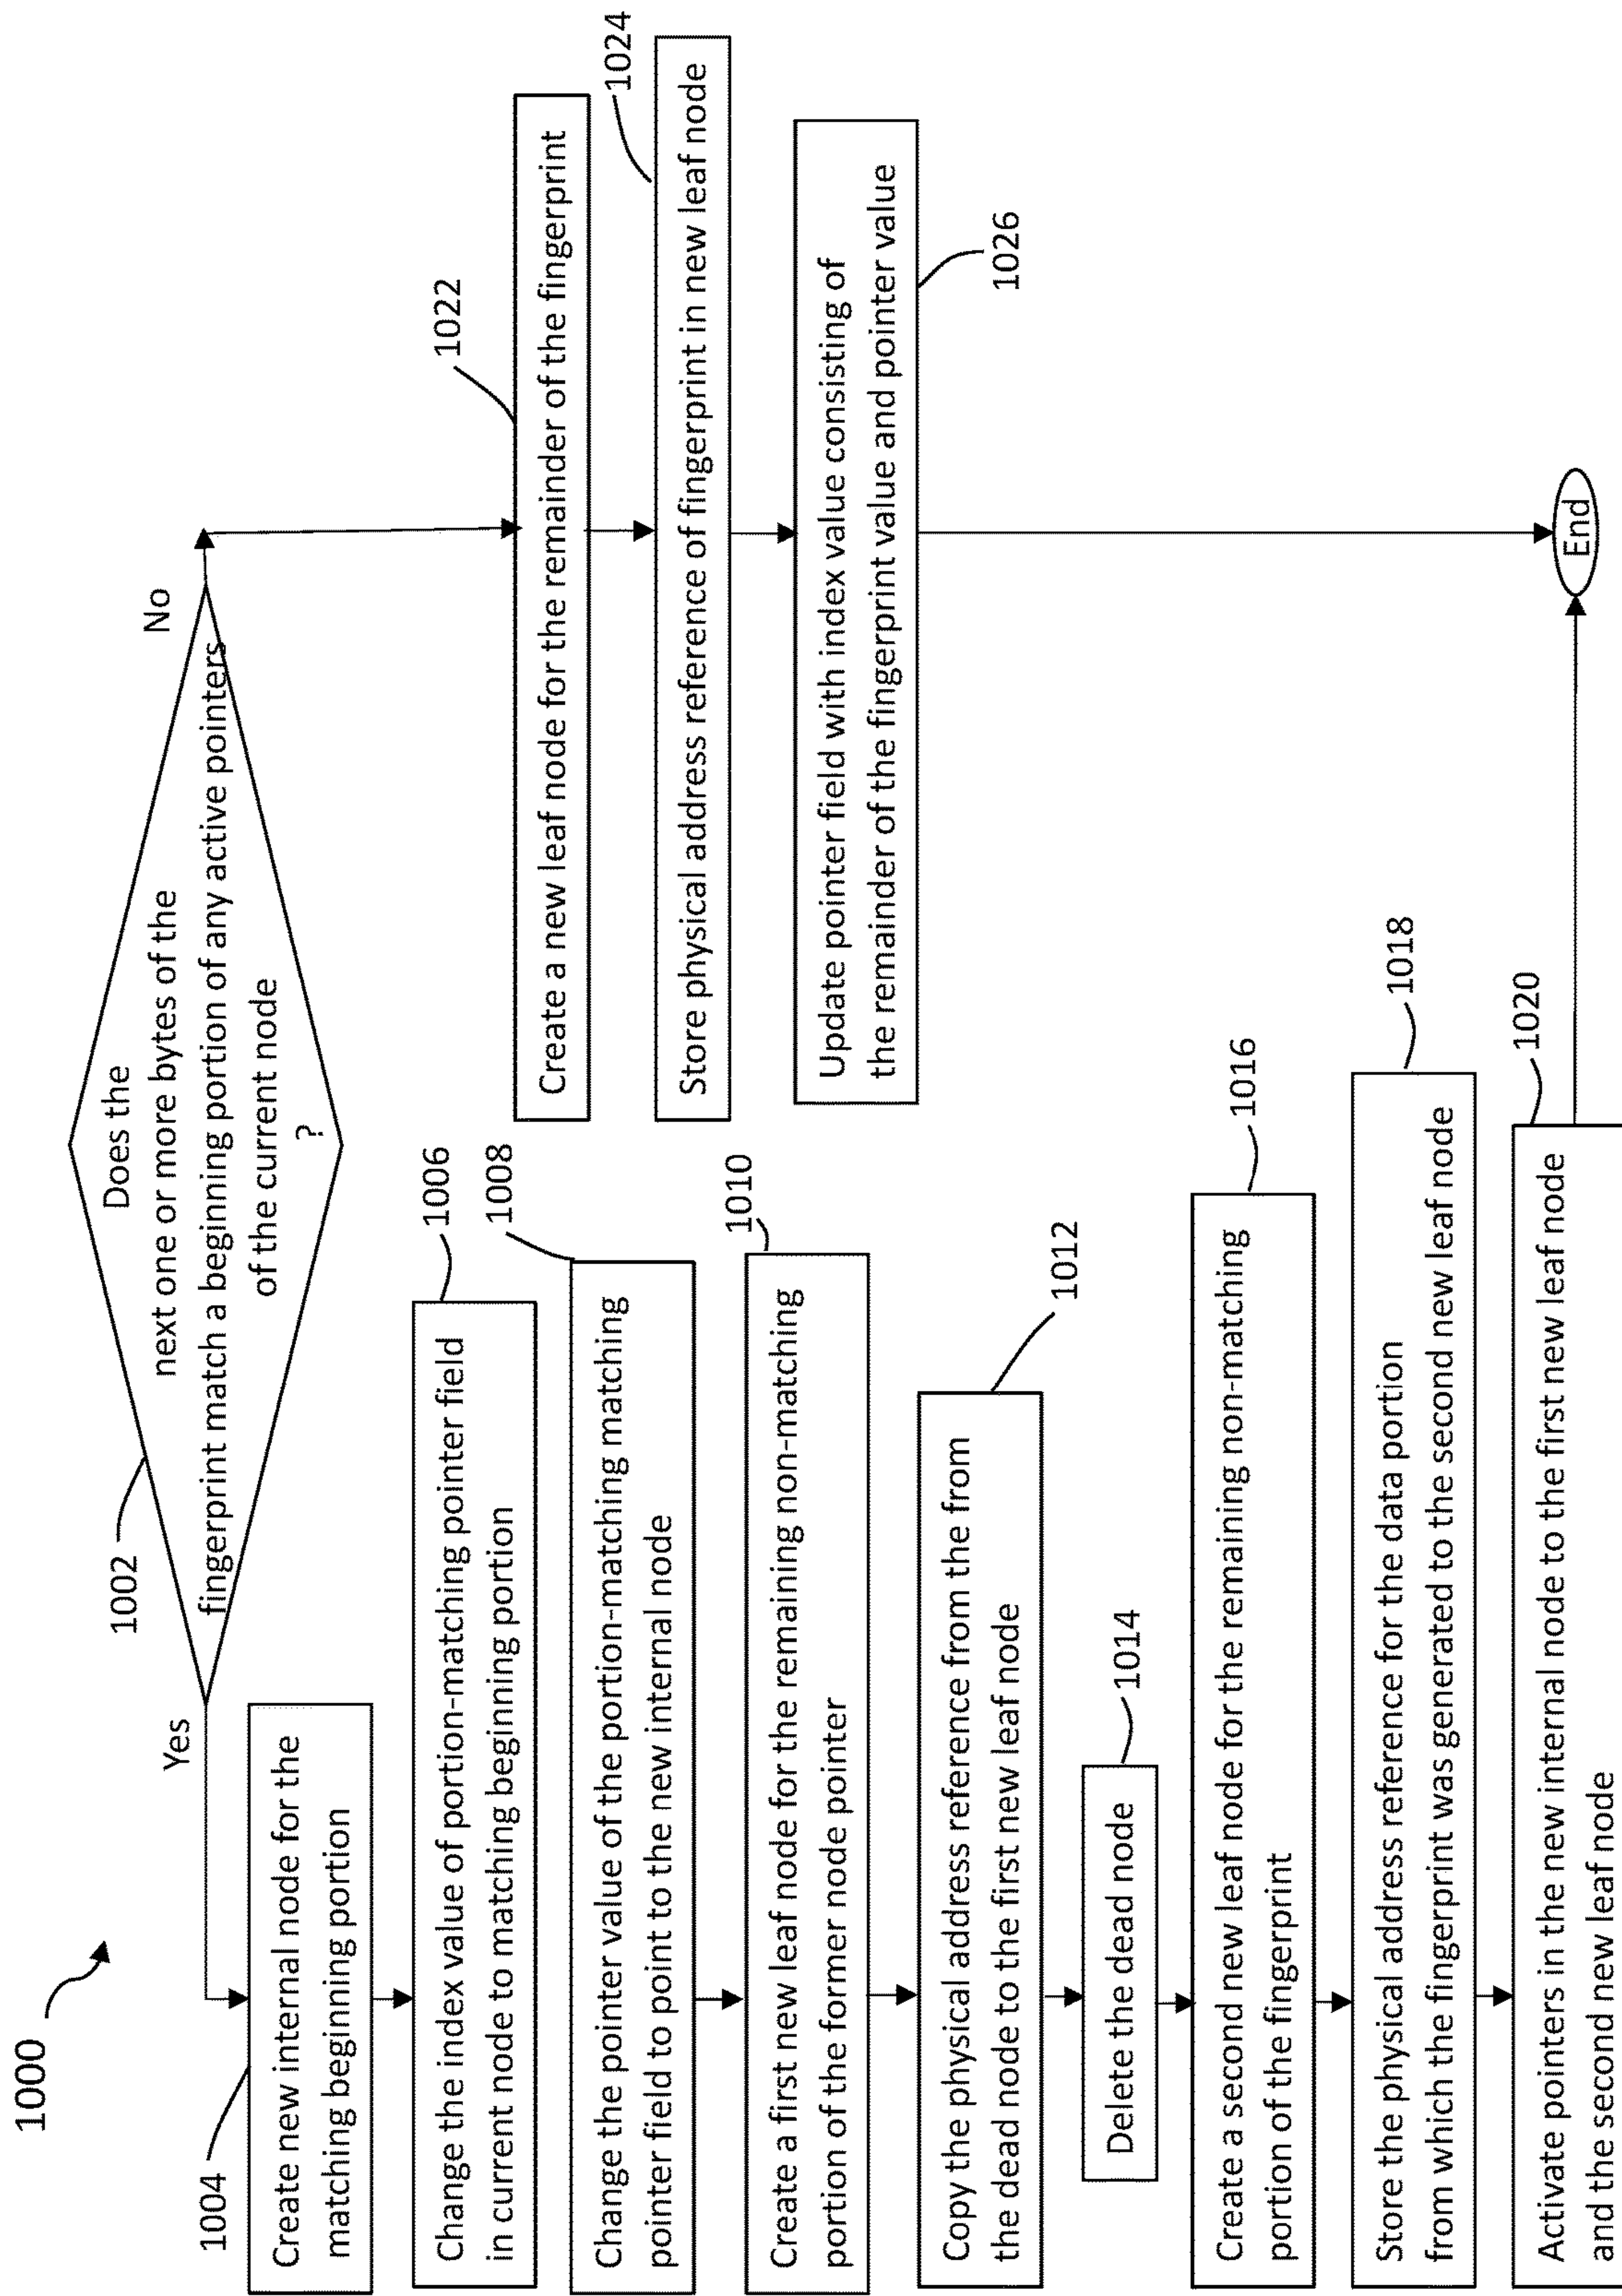 1000
1002
Does the
next one or more bytes of the
fingerprint match a beginning portion of any active pointers
of the current node
?
Yes
No
1004
Create new internal node for the
matching beginning portion
1006
Change the index value of portion-matching pointer field
in current node to matching beginning portion
1008
Change the pointer value of the portion-matching matching
pointer field to point to the new internal node
1010
Create a first new leaf node for the remaining non-matching
portion of the former node pointer
1012
Copy the physical address reference from the from
the dead node to the first new leaf node
1014
Delete the dead node
1016
Create a second new leaf node for the remaining non-matching
portion of the fingerprint
1018
Store the physical address reference for the data portion
from which the fingerprint was generated to the second new leaf node
1020
Activate pointers in the new internal node to the first new leaf node
and the second new leaf node
1022
Create a new leaf node for the remainder of the fingerprint
1024
Store physical address reference of fingerprint in new leaf node
Update pointer field with index value consisting of
the remainder of the fingerprint value and pointer value
1026
End